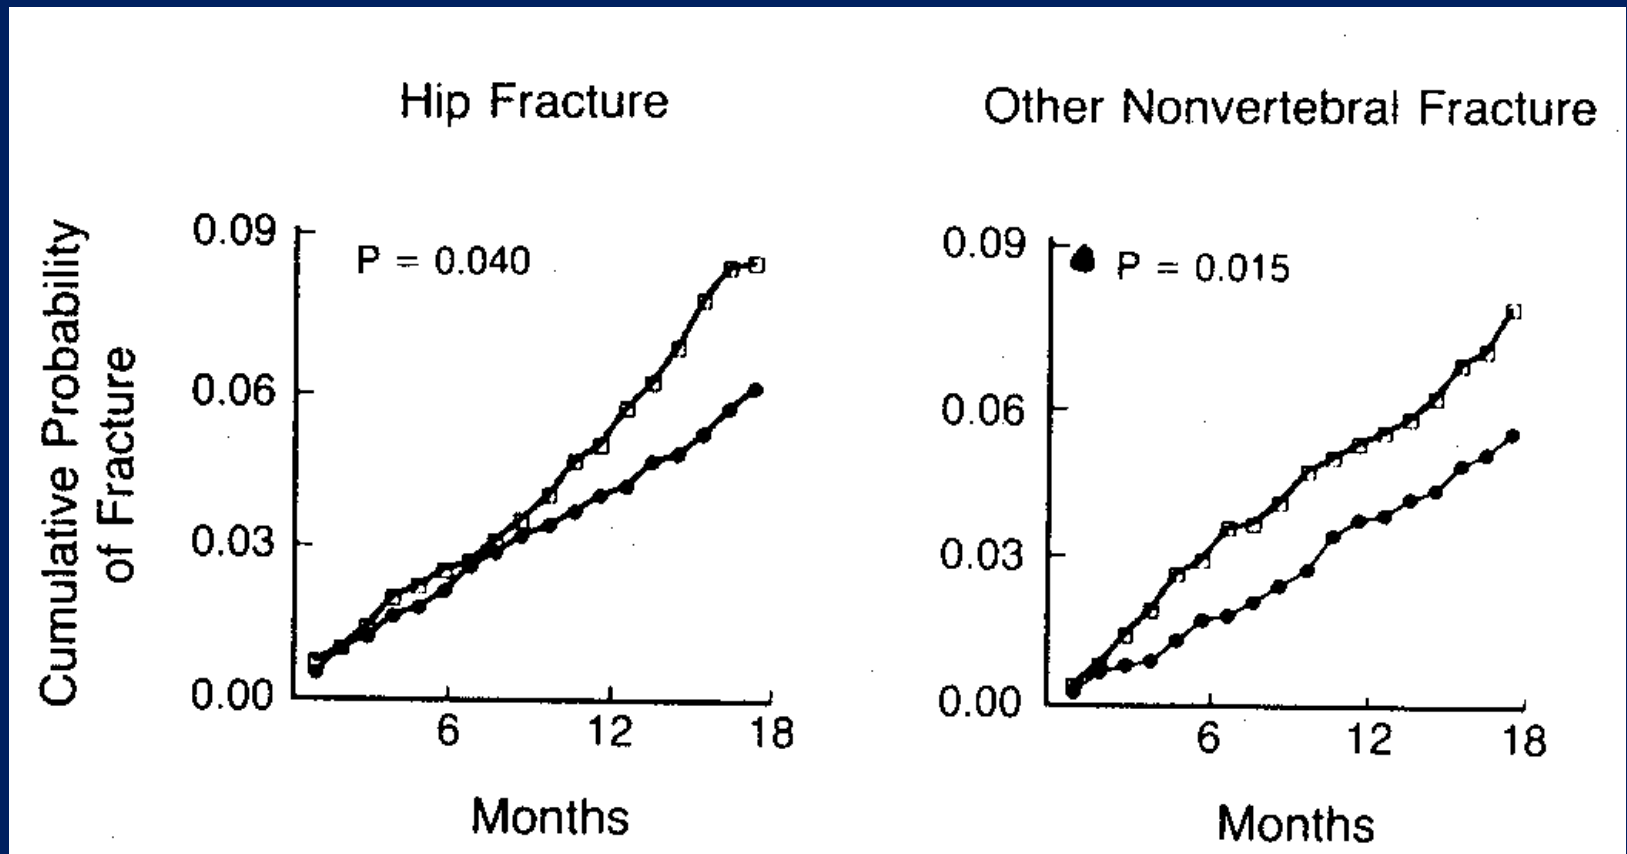 Hip Fracture
Other Nonvertebral Fracture
Cumulative Probability
of Fracture
0.09
0.06
0.03
0.00
P = 0.040
6
12
18
Months
0.09
0.06
0.03
0.00
P = 0.015
6
12
18
Months